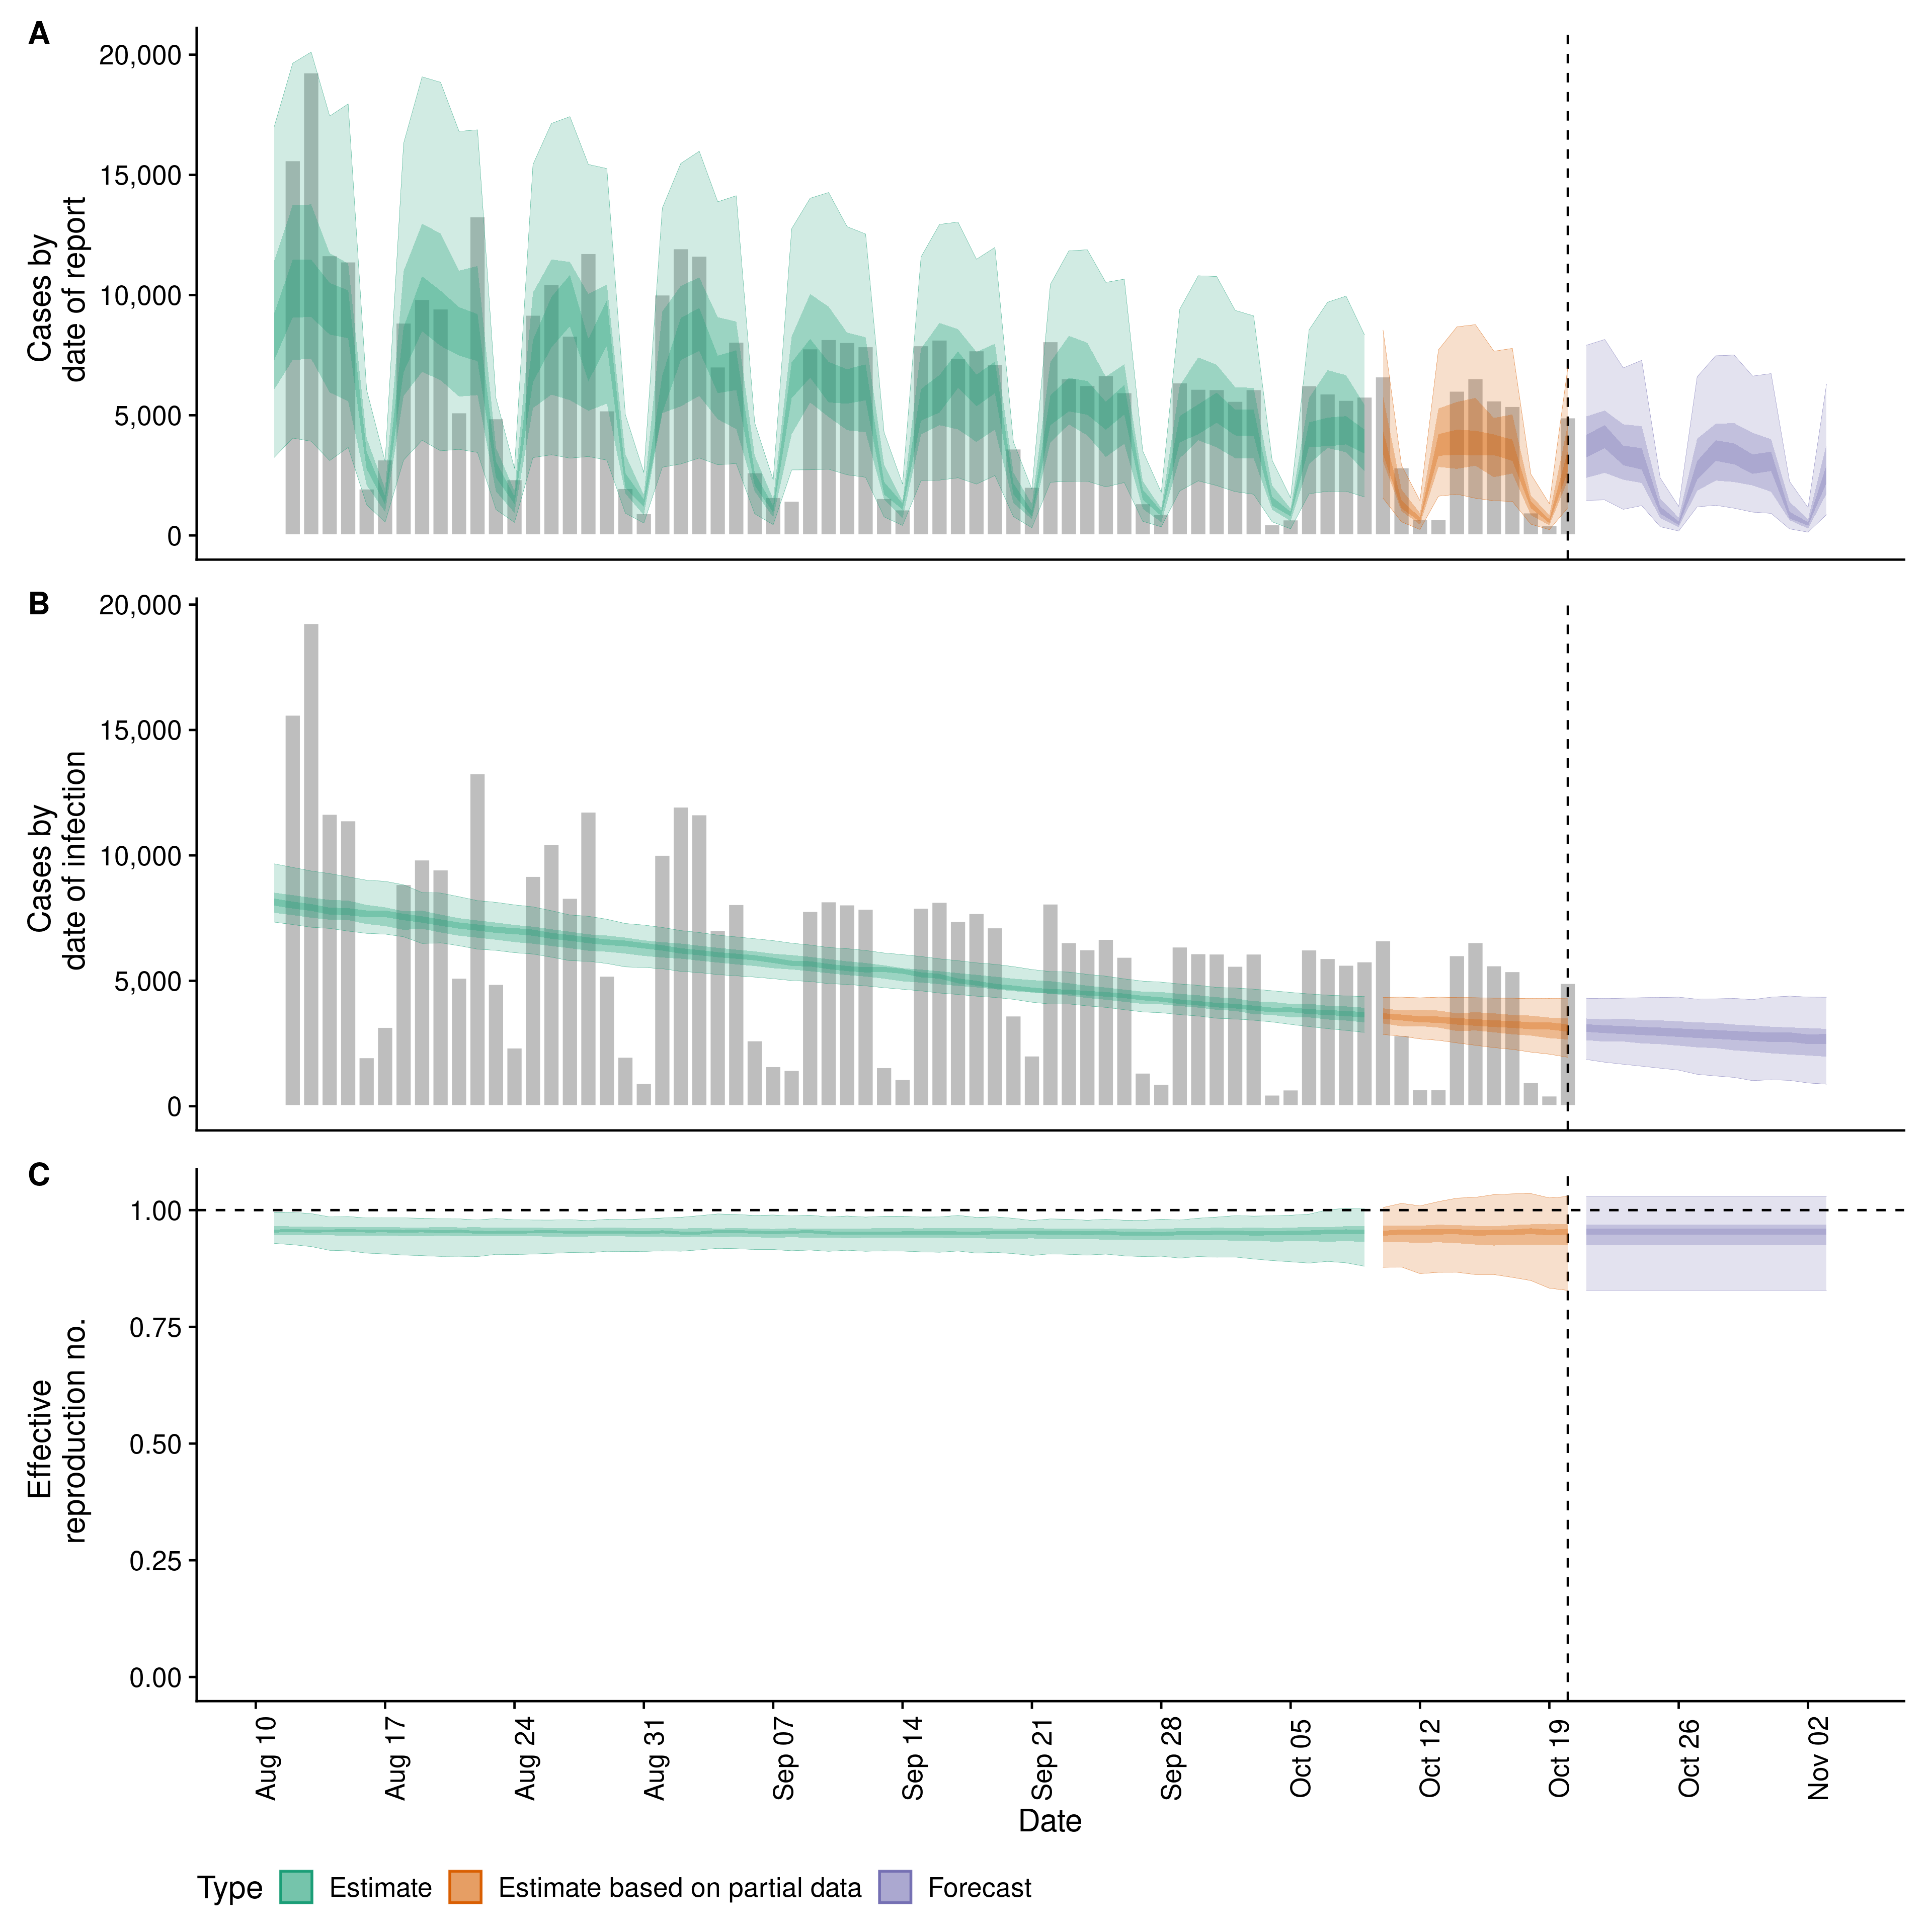 A
Cases by
date of report
20,000
15,000
10,000
5,000
0
B
Cases by
date of infection
20,000
15,000
10,000
5,000
0
C
Effective
reproduction no.
1.00
0.75
0.50
0.25
0.00
Aug 10
Aug 17
Aug 24
Aug 31
Sep 07
Sep 14
Sep 21
Sep 28
Oct 05
Oct 12
Oct 19
Oct 26
Nov 02
Date
Type Estimate Estimate based on partial data Forecast